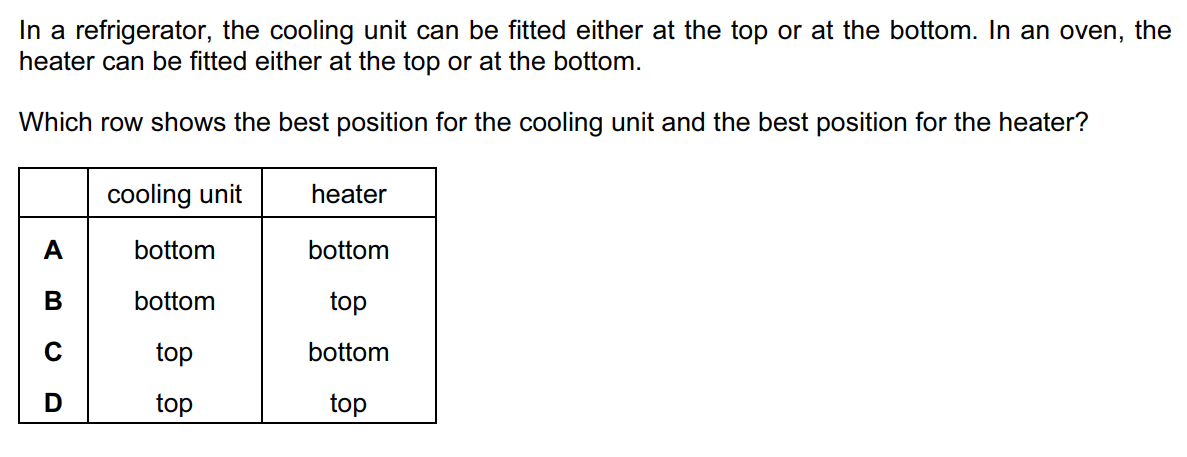 In a refrigerator, the cooling unit can be fitted either at the top or at the bottom. In an oven, the
heater can be fitted either at the top or at the bottom.
Which row shows the best position for the cooling unit and the best position for the heater?
cooling unit heater
A bottom bottom
B bottom top
C top bottom
D top top